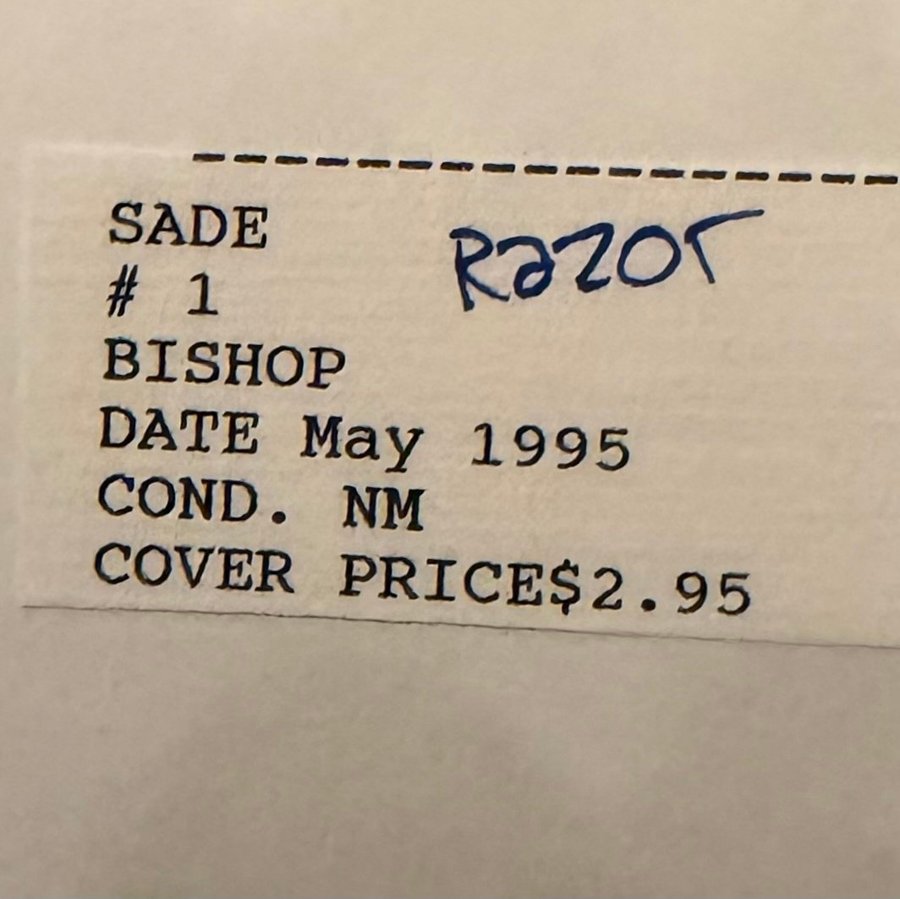 SADE
Razor
# 1
BISHOP
DATE May 1995
COND. NM
COVER PRICE$2.95